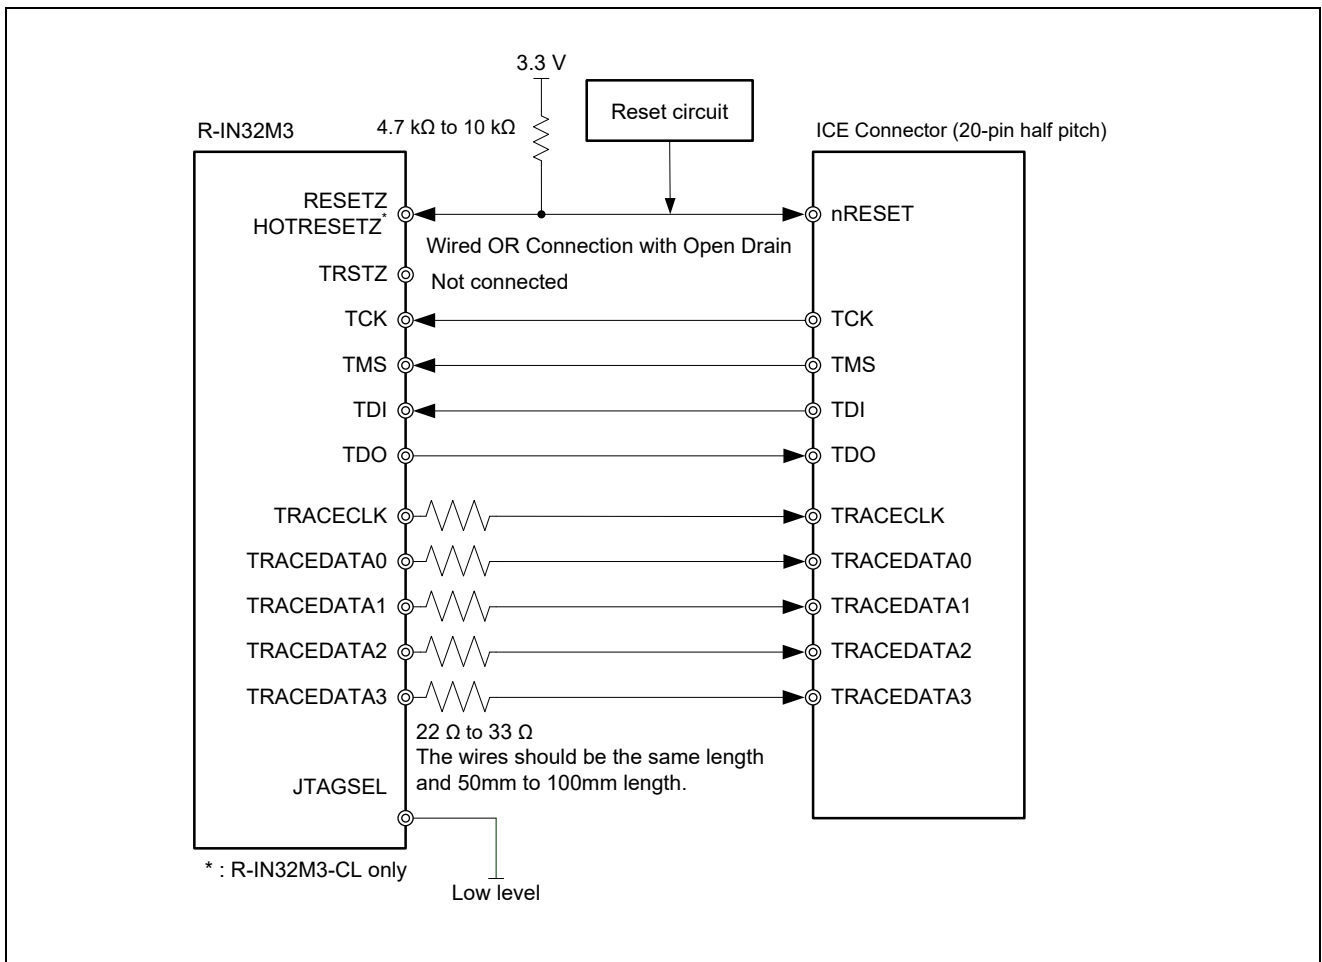 3.3 V
Reset circuit
4.7 kΩ to 10 kΩ
R-IN32M3
ICE Connector (20-pin half pitch)
RESETZ
HOTRESETZ*
nRESET
Wired OR Connection with Open Drain
TRSTZ
Not connected
TCK
TCK
TMS
TMS
TDI
TDI
TDO
TDO
TRACECLK
TRACECLK
TRACEDATA0
TRACEDATA0
TRACEDATA1
TRACEDATA1
TRACEDATA2
TRACEDATA2
TRACEDATA3
TRACEDATA3
22 Ω to 33 Ω
The wires should be the same length
and 50mm to 100mm length.
JTAGSEL
* : R-IN32M3-CL only
Low level